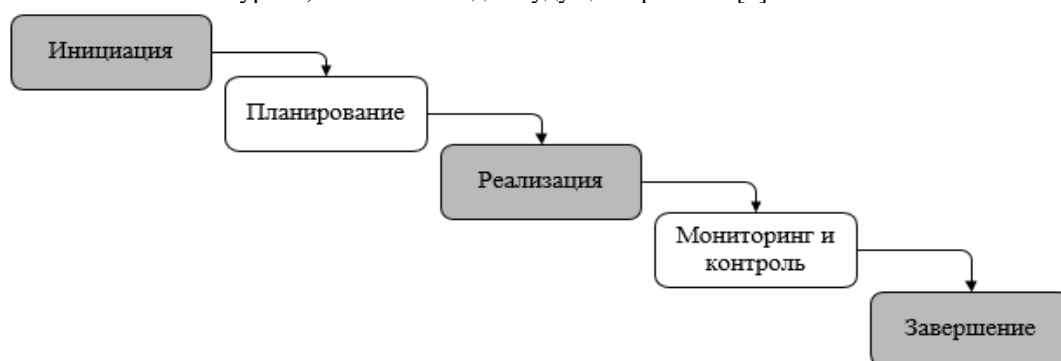 Инициация
Планирование
Реализация
Мониторинг и
контроль
Завершение